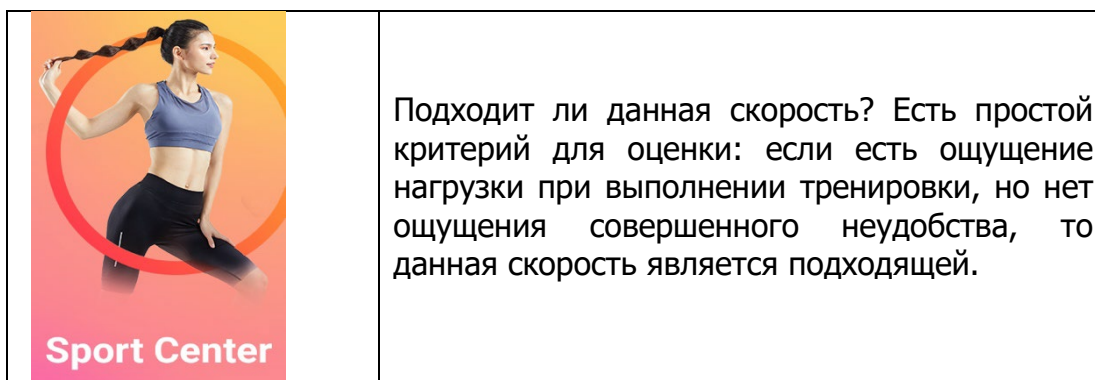 Подходит ли данная скорость? Есть простой
критерий для оценки: если есть ощущение
нагрузки при выполнении тренировки, но нет
ощущения совершенного неудобства, то
данная скорость является подходящей.
Sport Center